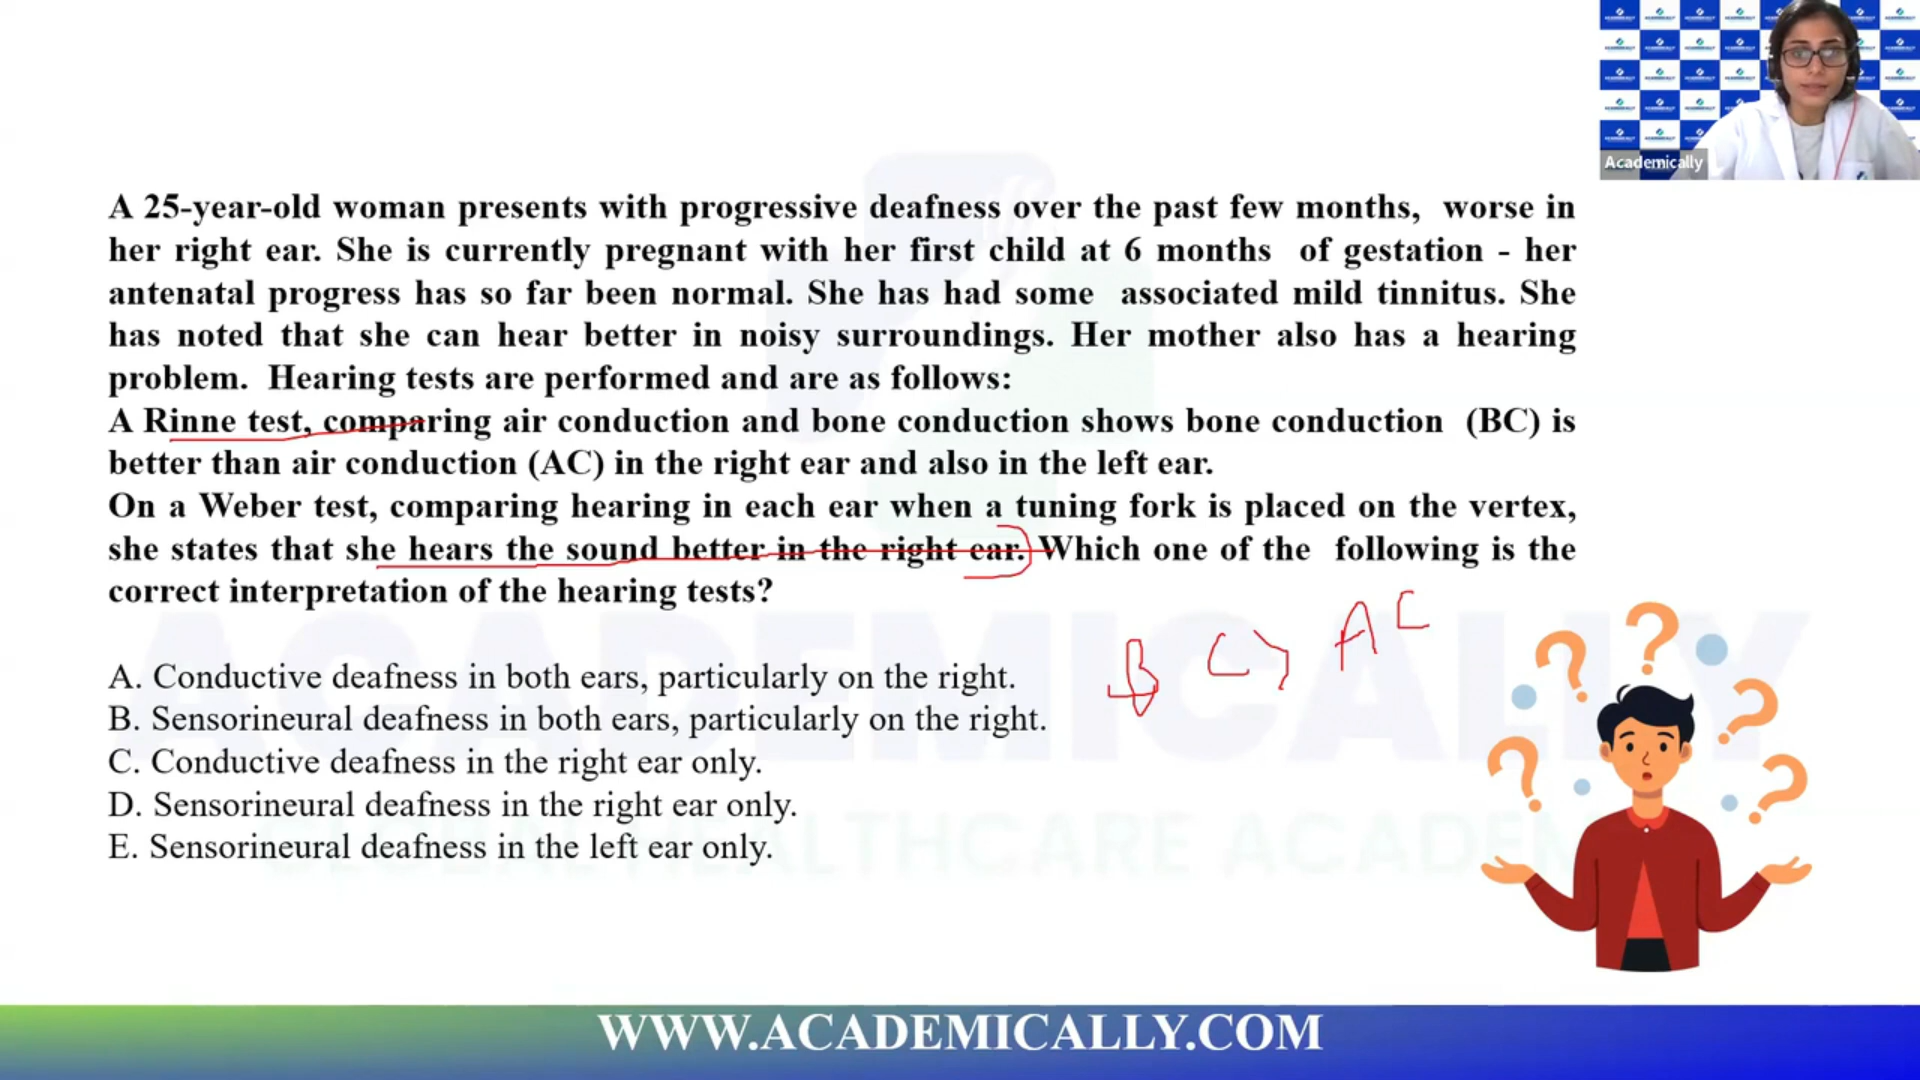 Academically
A 25-year-old woman presents with progressive deafness over the past few months, worse in
her right ear. She is currently pregnant with her first child at 6 months of gestation - her
antenatal progress has so far been normal. She has had some associated mild tinnitus. She
has noted that she can hear better in noisy surroundings. Her mother also has a hearing
problem. Hearing tests are performed and are as follows:
A Rinne test, comparing air conduction and bone conduction shows bone conduction (BC) is
better than air conduction (AC) in the right ear and also in the left ear.
On a Weber test, comparing hearing in each ear when a tuning fork is placed on the vertex,
she states that she hears the sound better in the right ear. Which one of the following is the
correct interpretation of the hearing tests?
BC > AC
A. Conductive deafness in both ears, particularly on the right.
B. Sensorineural deafness in both ears, particularly on the right.
C. Conductive deafness in the right ear only.
D. Sensorineural deafness in the right ear only.
E. Sensorineural deafness in the left ear only.
ACADEMICALLY
GLOBAL HEALTHCARE ACADEM
WWW.ACADEMICALLY.COM